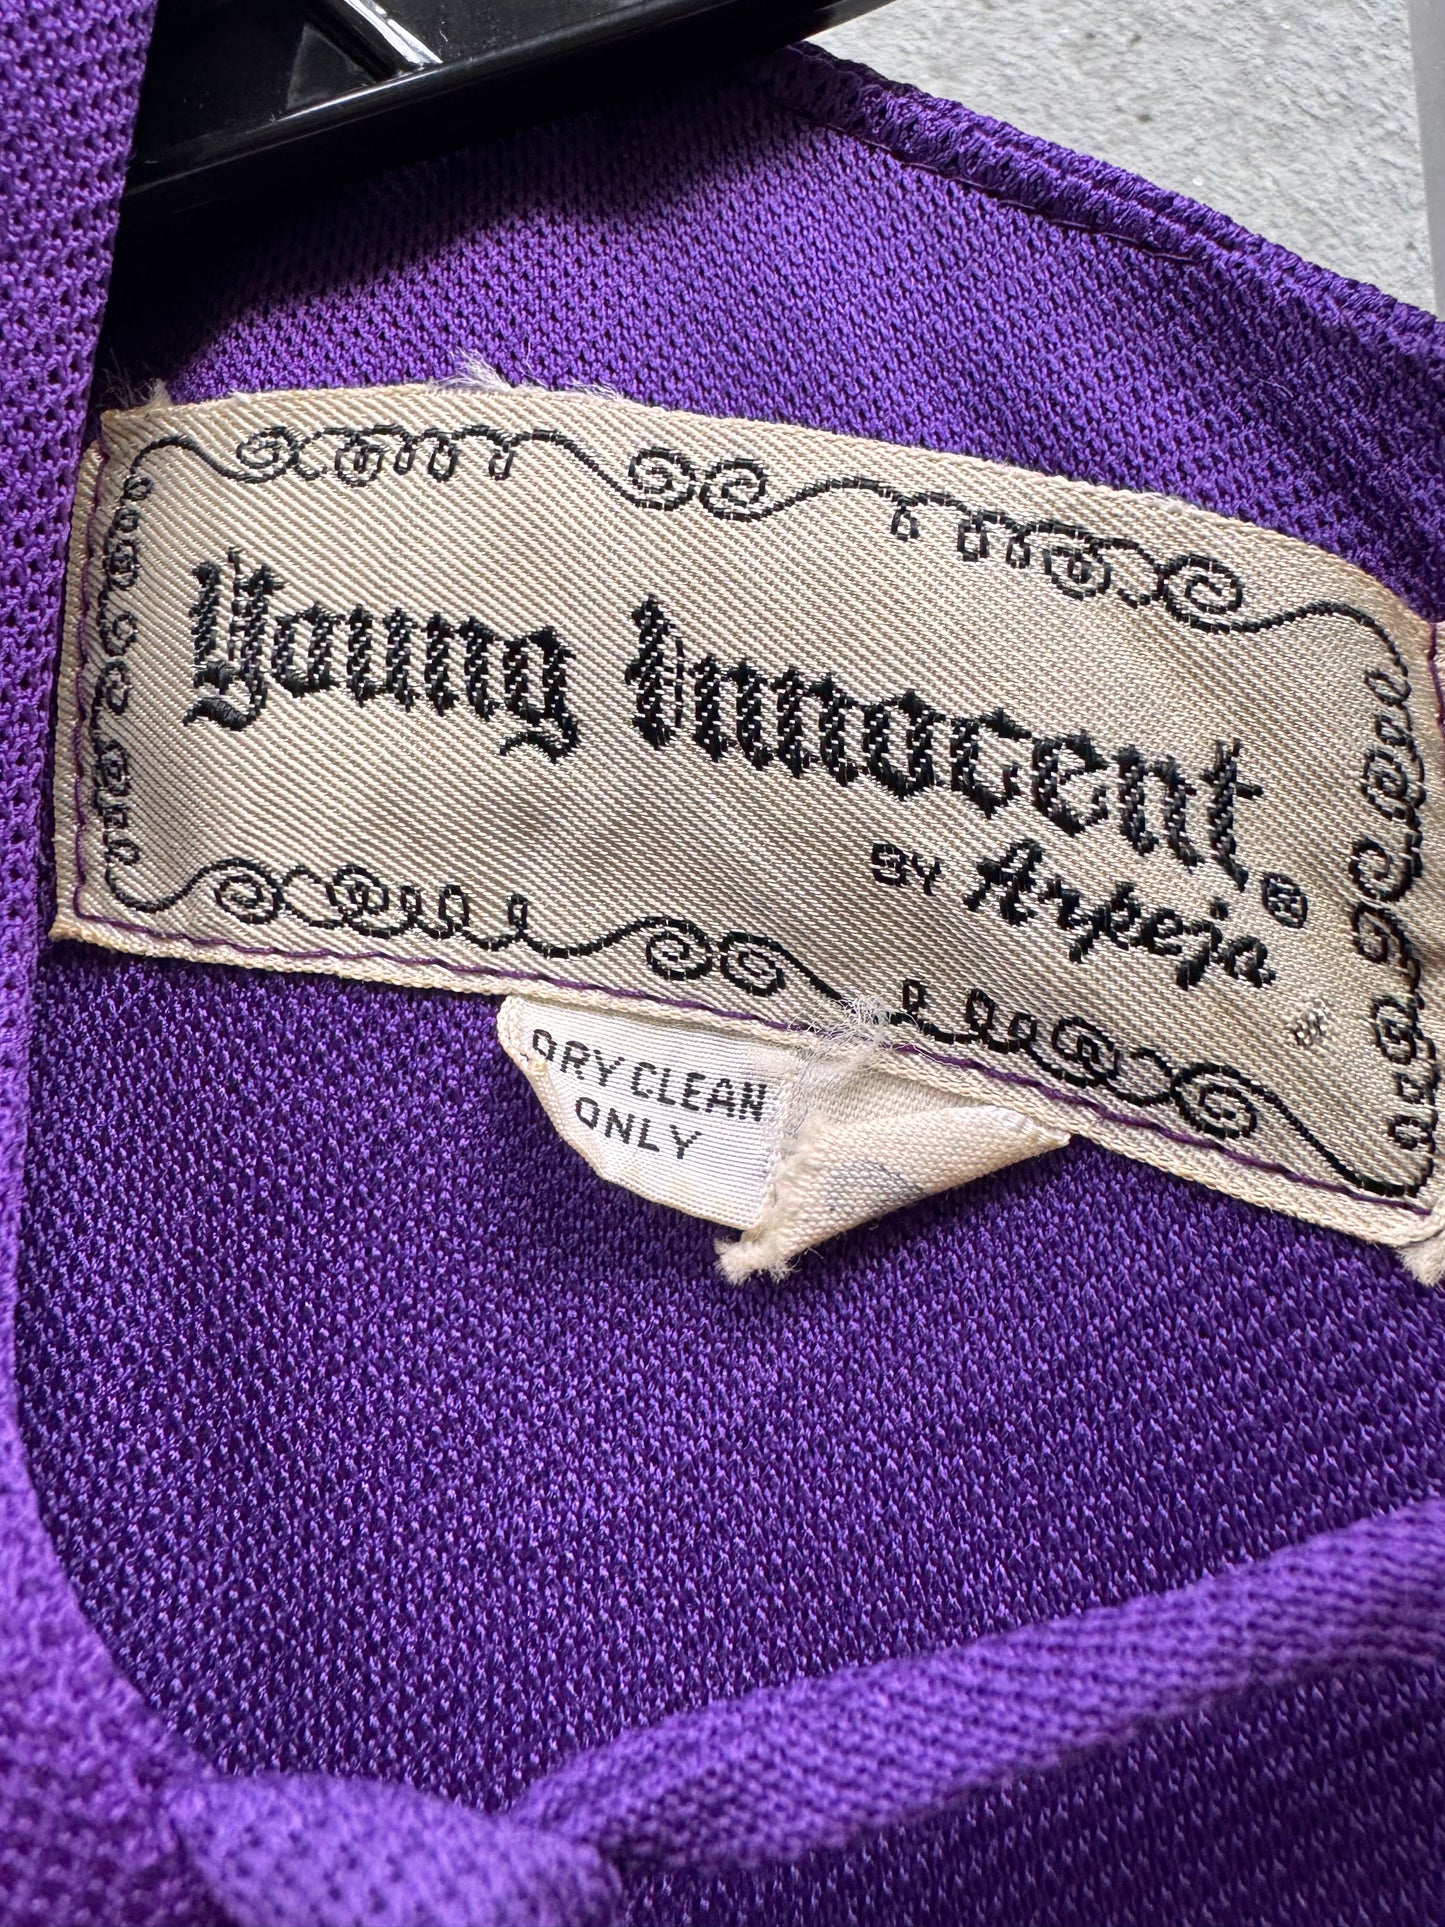 Young Innocent
BY Arpeja ®
DRY CLEAN
ONLY